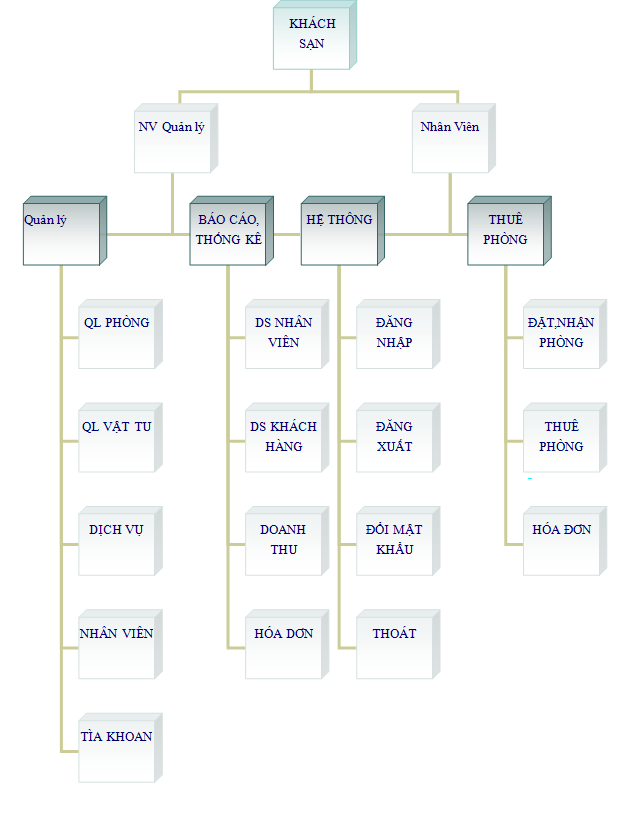 KHÁCH
SẠN
NV Quản lý
Nhân Viên
Quản lý
BÁO CÁO,
THỐNG KÊ
HỆ THỐNG
THUÊ
PHÒNG
QL PHÒNG
DS NHÂN
VIÊN
ĐĂNG
NHẬP
ĐẶT,NHẬN
PHÒNG
QL VẬT TU
DS KHÁCH
HÀNG
ĐĂNG
XUẤT
THUÊ
PHÒNG
DỊCH VỤ
DOANH
THU
ĐỔI MẬT
KHẨU
HÓA ĐƠN
NHÂN VIÊN
HÓA DƠN
THOÁT
TÌA KHOAN